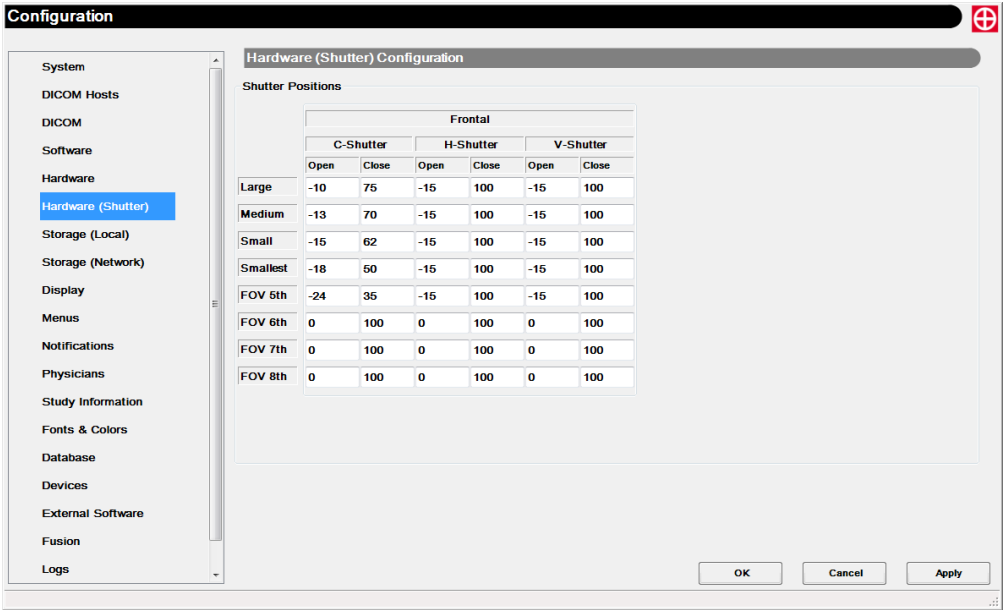 Configuration
System
DICOM Hosts
DICOM
Software
Hardware
Hardware (Shutter)
Storage (Local)
Storage (Network)
Display
Menus
Notifications
Physicians
Study Information
Fonts & Colors
Database
Devices
External Software
Fusion
Logs
Hardware (Shutter) Configuration
Shutter Positions
Frontal
C-Shutter H-Shutter V-Shutter
Open Close Open Close Open Close
Large -10 75 -15 100 -15 100
Medium -13 70 -15 100 -15 100
Small -15 62 -15 100 -15 100
Smallest -18 50 -15 100 -15 100
FOV 5th -24 35 -15 100 -15 100
FOV 6th 0 100 0 100 0 100
FOV 7th 0 100 0 100 0 100
FOV 8th 0 100 0 100 0 100
OK Cancel Apply